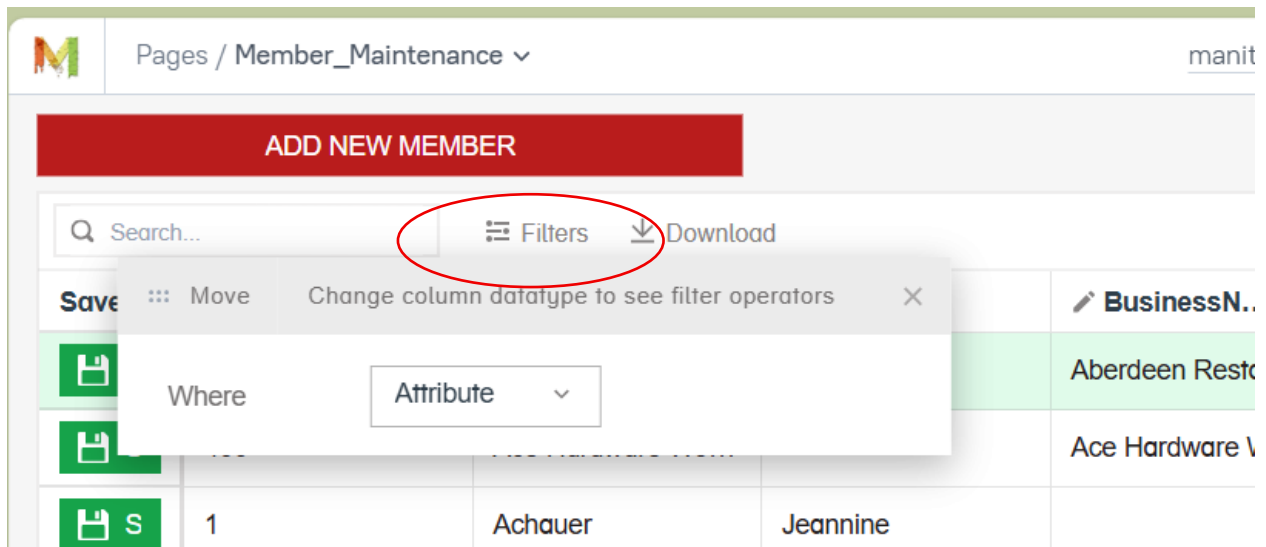 Pages / Member_Maintenance
manit
ADD NEW MEMBER
Search...
Filters
Download
Save
Move
Change column datatype to see filter operators
BusinessN..
Where
Attribute
Aberdeen Resta
Ace Hardware W
S
1
Achauer
Jeannine